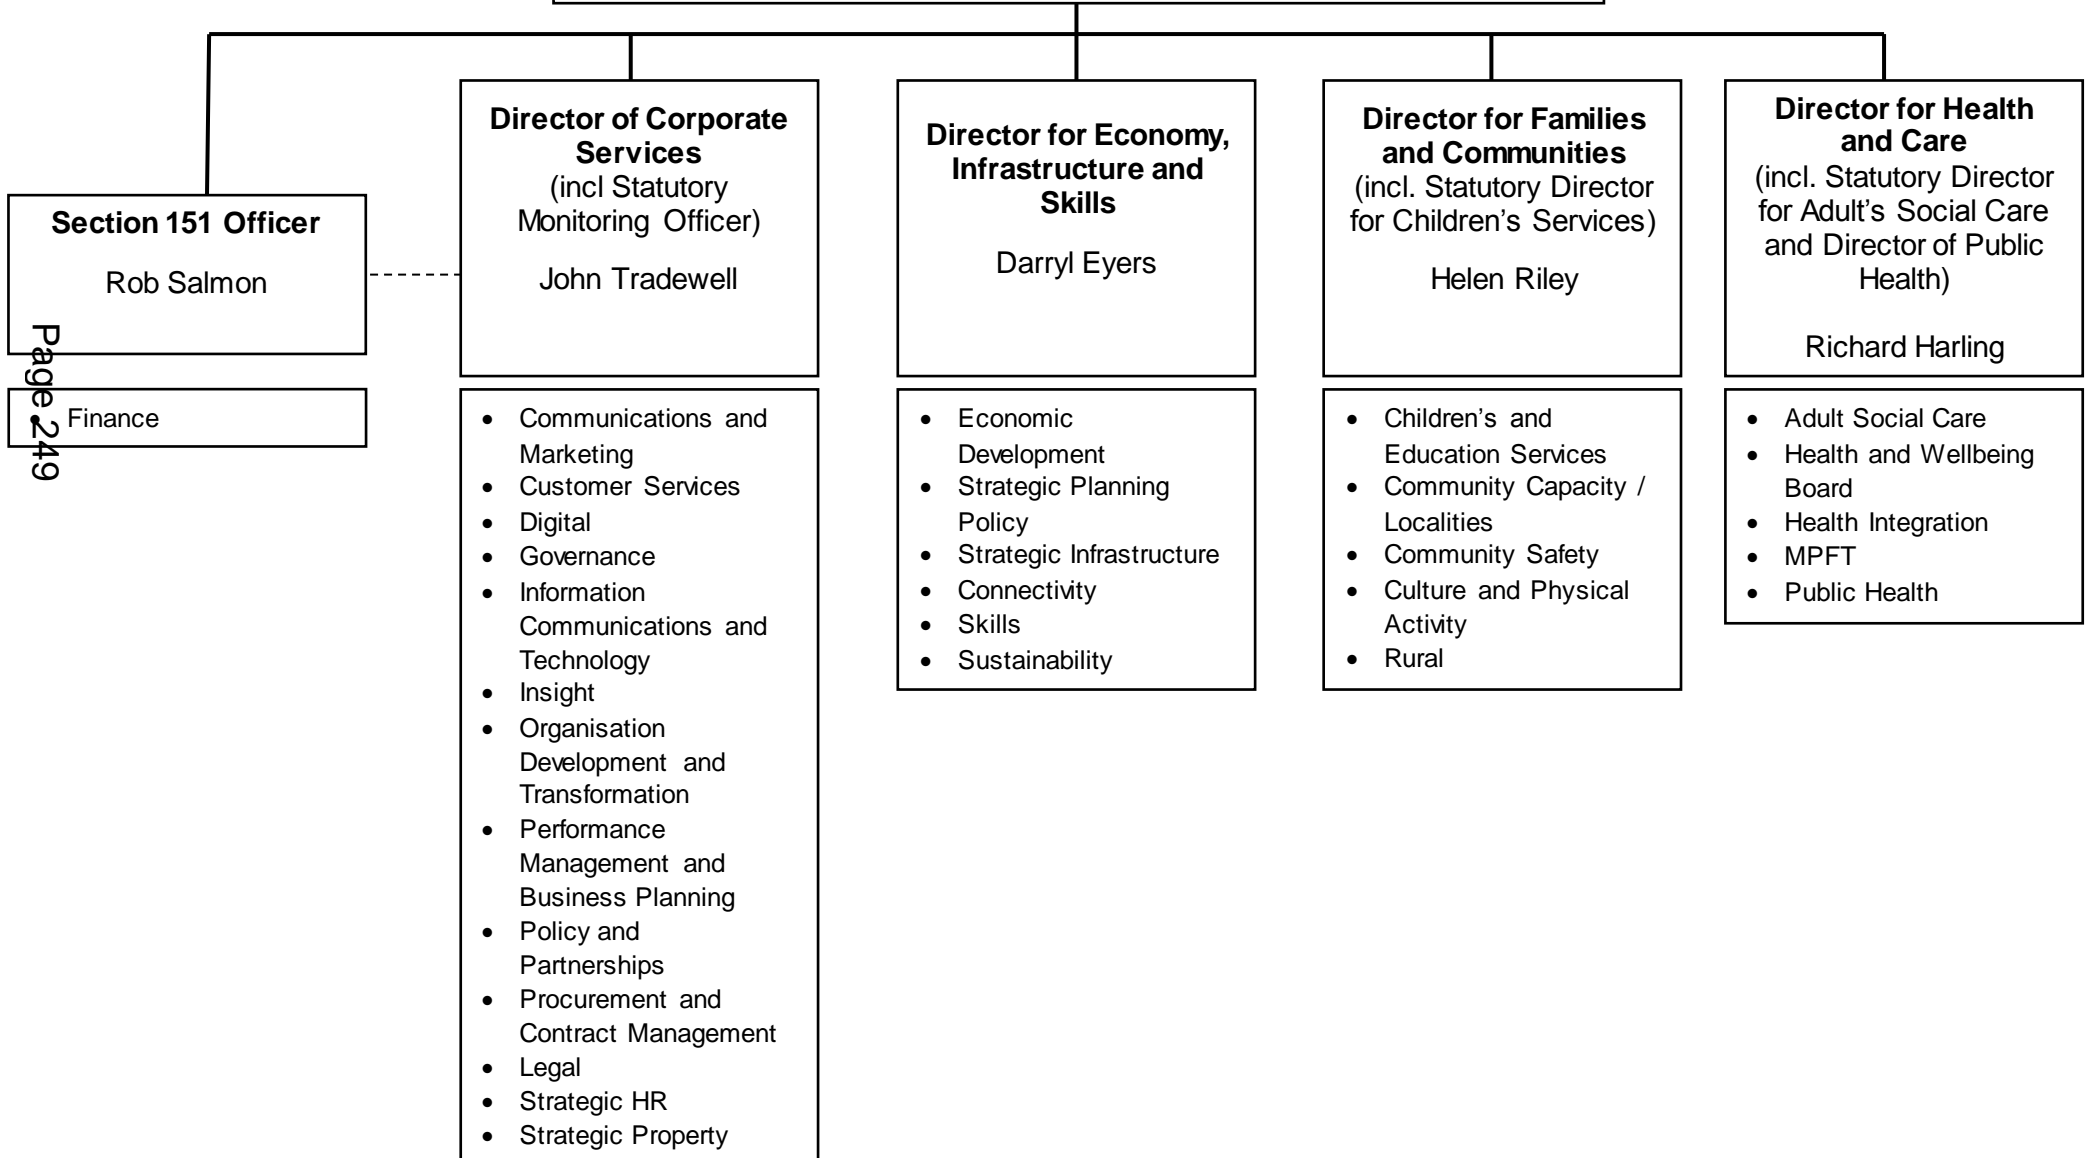 Section 151 Officer
Rob Salmon
Page 249
• Finance
Director of Corporate
Services
(incl Statutory
Monitoring Officer)
John Tradewell
• Communications and
Marketing
• Customer Services
• Digital
• Governance
• Information
Communications and
Technology
• Insight
• Organisation
Development and
Transformation
• Performance
Management and
Business Planning
• Policy and
Partnerships
• Procurement and
Contract Management
• Legal
• Strategic HR
• Strategic Property
Director for Economy,
Infrastructure and
Skills
Darryl Eyers
• Economic
Development
• Strategic Planning
Policy
• Strategic Infrastructure
• Connectivity
• Skills
• Sustainability
Director for Families
and Communities
(incl. Statutory Director
for Children’s Services)
Helen Riley
• Children’s and
Education Services
• Community Capacity /
Localities
• Community Safety
• Culture and Physical
Activity
• Rural
Director for Health
and Care
(incl. Statutory Director
for Adult’s Social Care
and Director of Public
Health)
Richard Harling
• Adult Social Care
• Health and Wellbeing
Board
• Health Integration
• MPFT
• Public Health